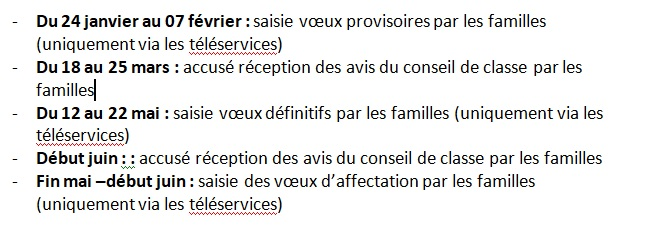 - Du 24 janvier au 07 février : saisie vœux provisoires par les familles
(uniquement via les téléservices)
- Du 18 au 25 mars : accusé réception des avis du conseil de classe par les
familles
- Du 12 au 22 mai : saisie vœux définitifs par les familles (uniquement via les
téléservices)
- Début juin : : accusé réception des avis du conseil de classe par les familles
- Fin mai –début juin : saisie des vœux d’affectation par les familles
(uniquement via les téléservices)